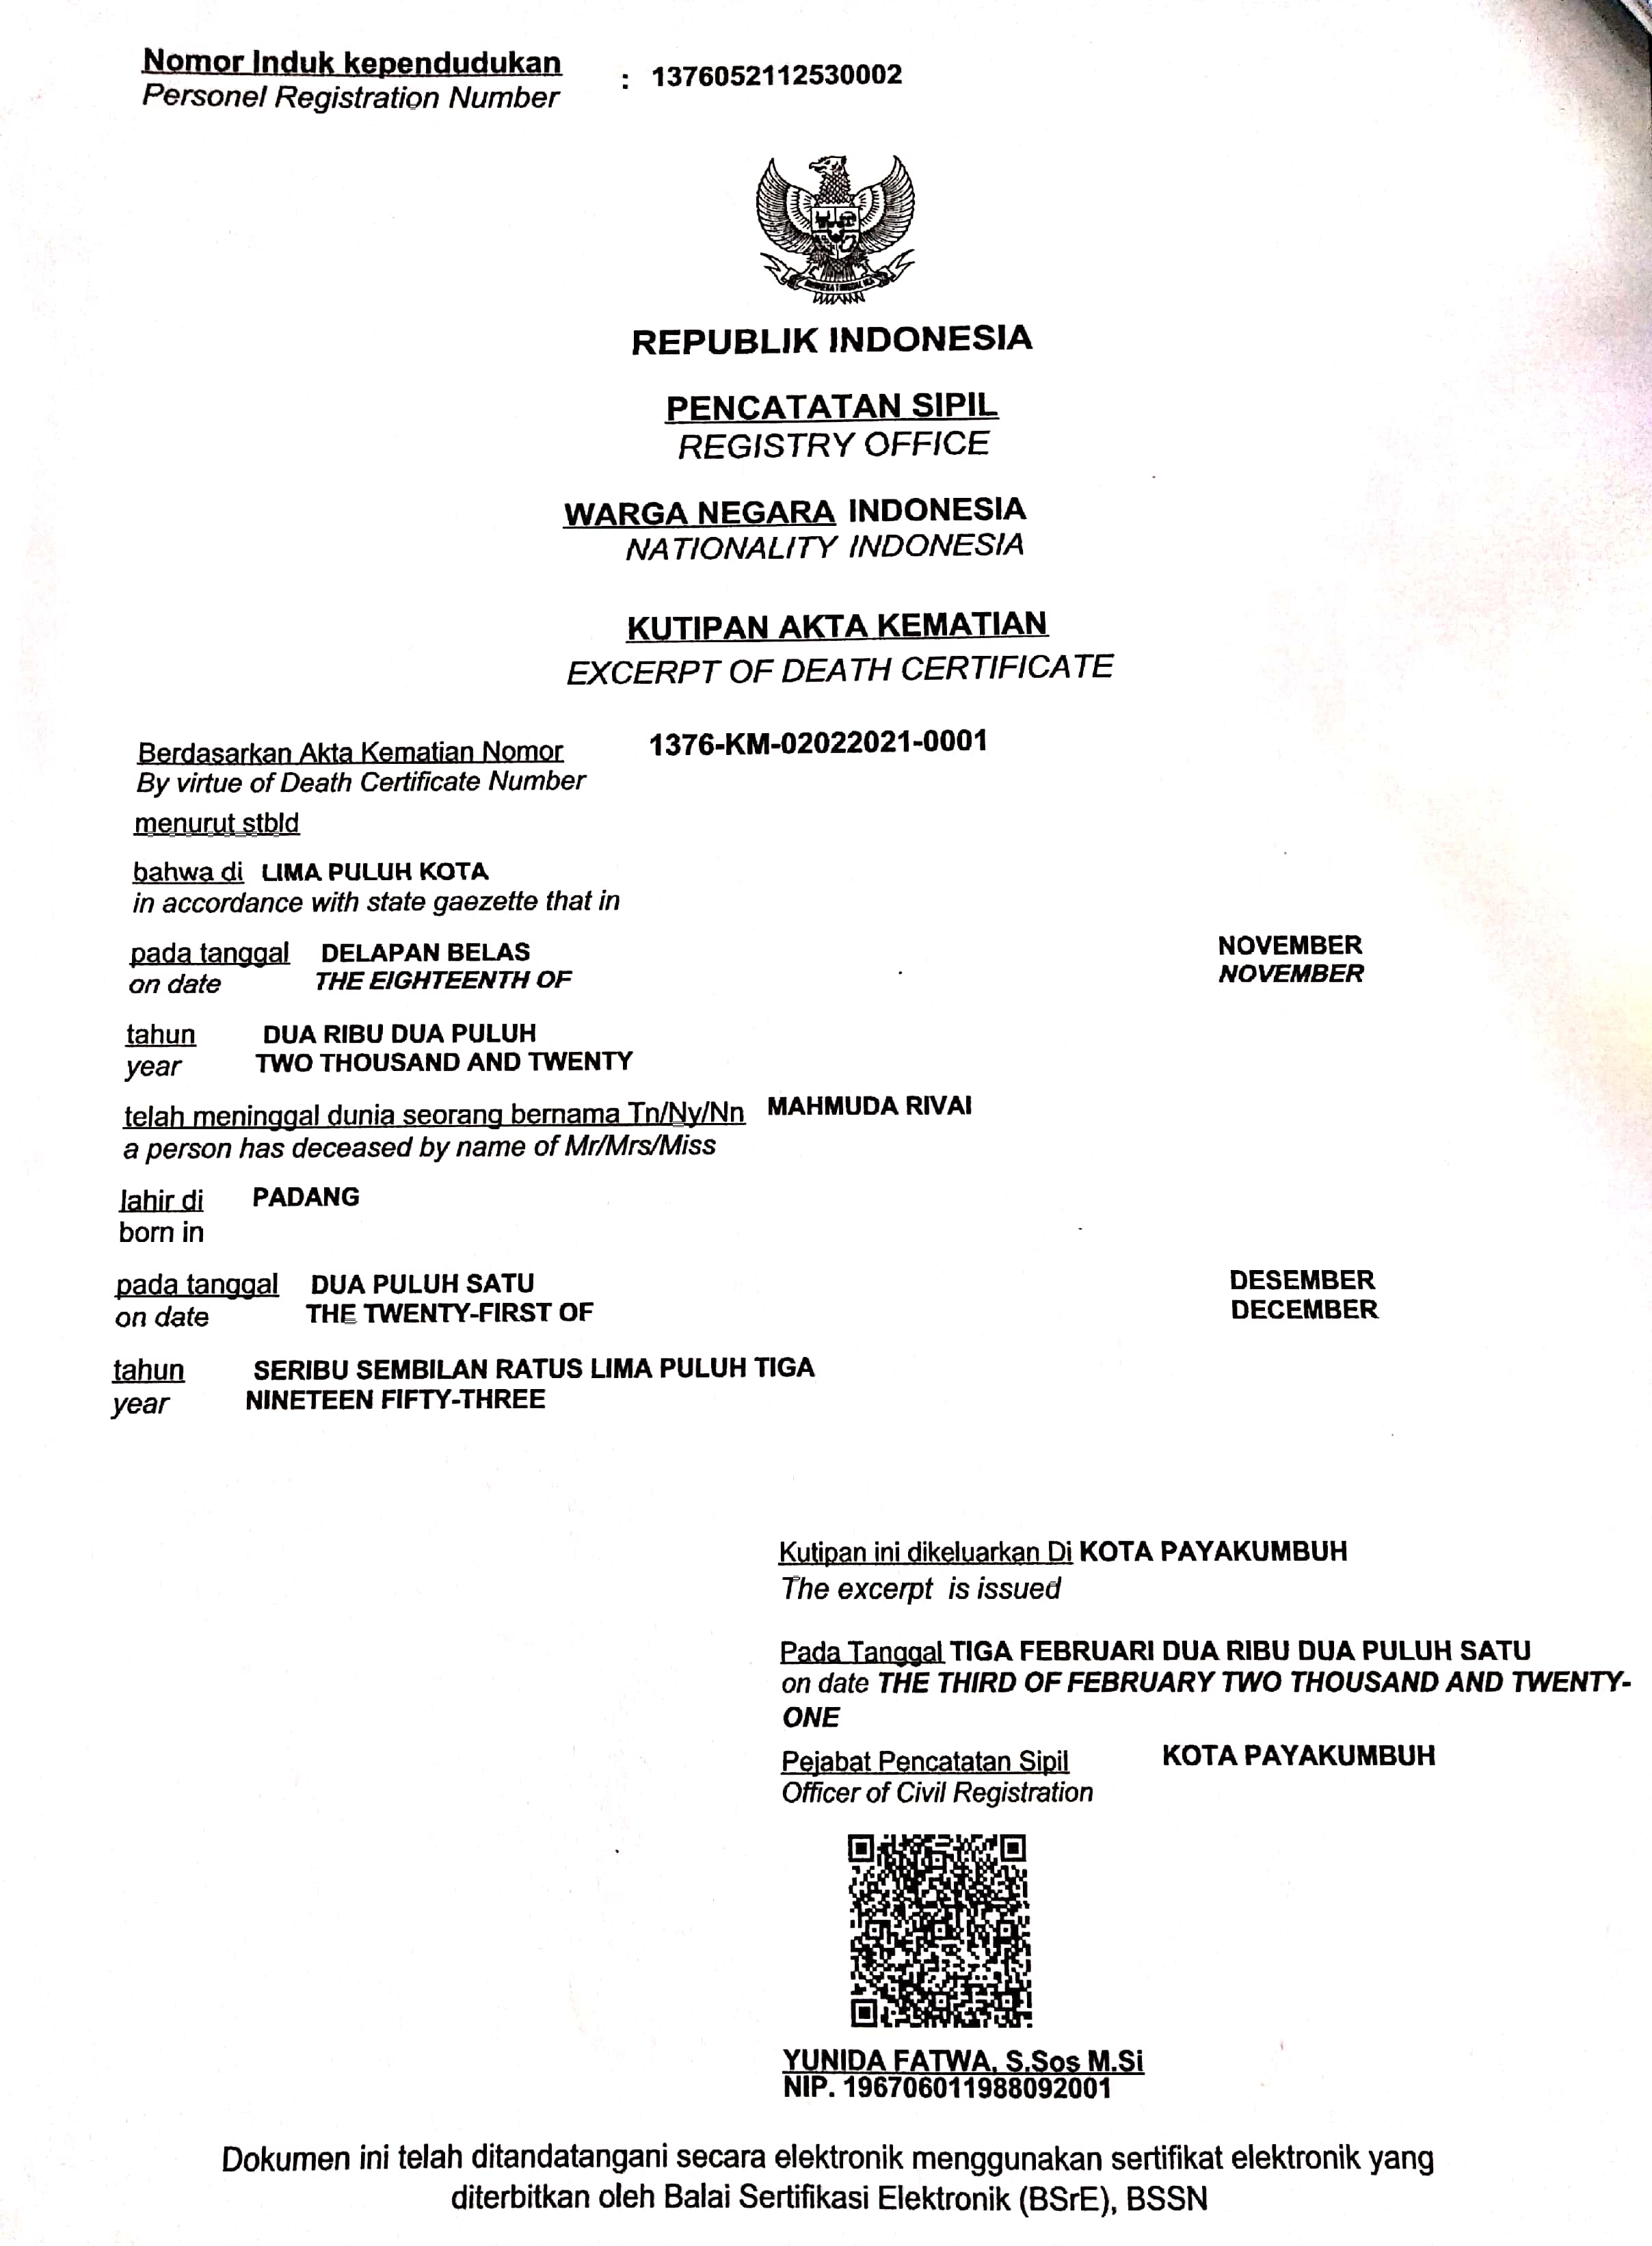 Nomor Induk kependudukan : 1376052112530002
Personel Registration Number
REPUBLIK INDONESIA
PENCATATAN SIPIL
REGISTRY OFFICE
WARGA NEGARA INDONESIA
NATIONALITY INDONESIA
KUTIPAN AKTA KEMATIAN
EXCERPT OF DEATH CERTIFICATE
Berdasarkan Akta Kematian Nomor 1376-KM-02022021-0001
By virtue of Death Certificate Number
menurut stbld
bahwa di LIMA PULUH KOTA
in accordance with state gaezette that in
pada tanggal DELAPAN BELAS NOVEMBER
on date THE EIGHTEENTH OF NOVEMBER
tahun DUA RIBU DUA PULUH
year TWO THOUSAND AND TWENTY
telah meninggal dunia seorang bernama Tn/Ny/Nn MAHMUDA RIVAI
a person has deceased by name of Mr/Mrs/Miss
lahir di PADANG
born in
pada tanggal DUA PULUH SATU DESEMBER
on date THE TWENTY-FIRST OF DECEMBER
tahun SERIBU SEMBILAN RATUS LIMA PULUH TIGA
year NINETEEN FIFTY-THREE
Kutipan ini dikeluarkan Di KOTA PAYAKUMBUH
The excerpt is issued
Pada Tanggal TIGA FEBRUARI DUA RIBU DUA PULUH SATU
on date THE THIRD OF FEBRUARY TWO THOUSAND AND TWENTY-
ONE
Pejabat Pencatatan Sipil KOTA PAYAKUMBUH
Officer of Civil Registration
YUNIDA FATWA, S.Sos M.Si
NIP. 196706011988092001
Dokumen ini telah ditandatangani secara elektronik menggunakan sertifikat elektronik yang
diterbitkan oleh Balai Sertifikasi Elektronik (BSrE), BSSN